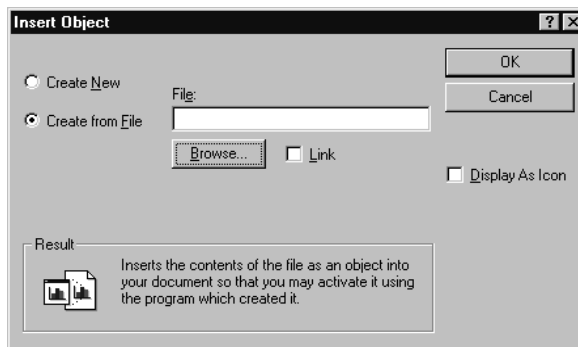 Insert Object
Create New
Create from File
File:
Browse...
Link
OK
Cancel
Display As Icon
Result
Inserts the contents of the file as an object into
your document so that you may activate it using
the program which created it.